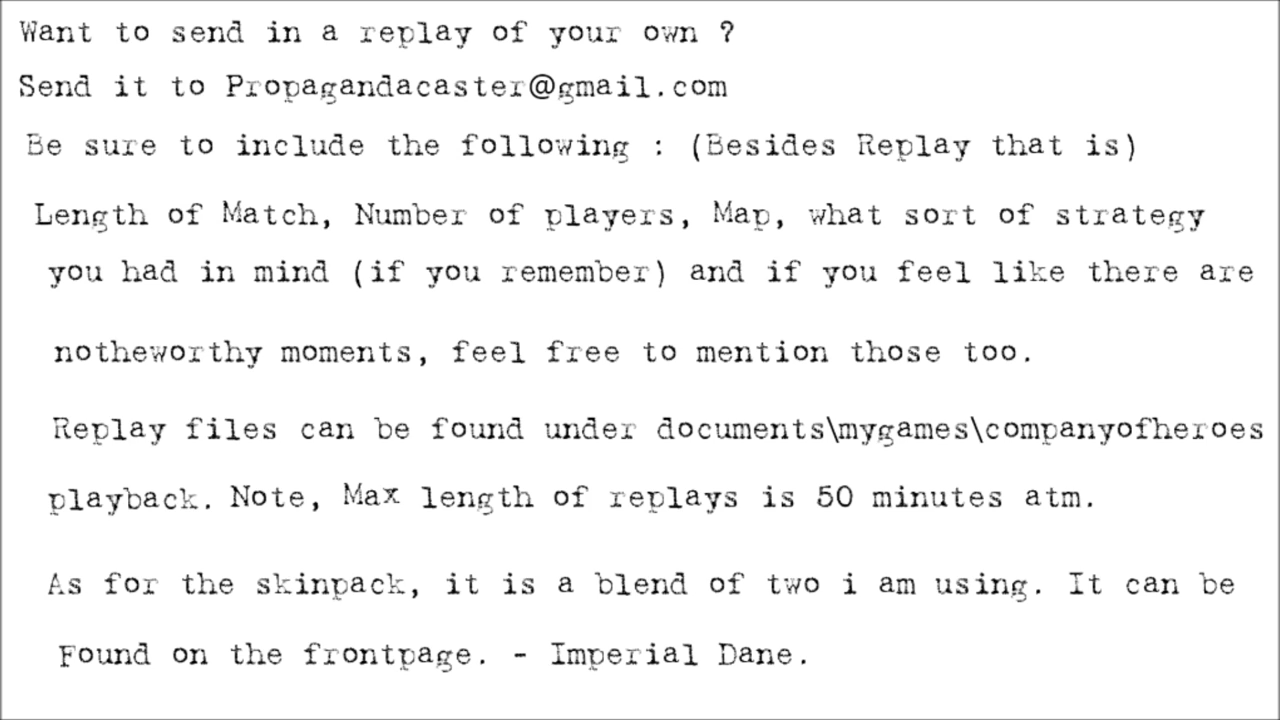 Want to send in a replay of your own ?
Send it to Propagandacaster@gmail.com
Be sure to include the following : (Besides Replay that is)
Length of Match, Number of players, Map, what sort of strategy
you had in mind (if you remember) and if you feel like there are
notheworthy moments, feel free to mention those too.
Replay files can be found under documents\mygames\companyofheroes
playback. Note, Max length of replays is 50 minutes atm.
As for the skinpack, it is a blend of two i am using. It can be
Found on the frontpage. - Imperial Dane.